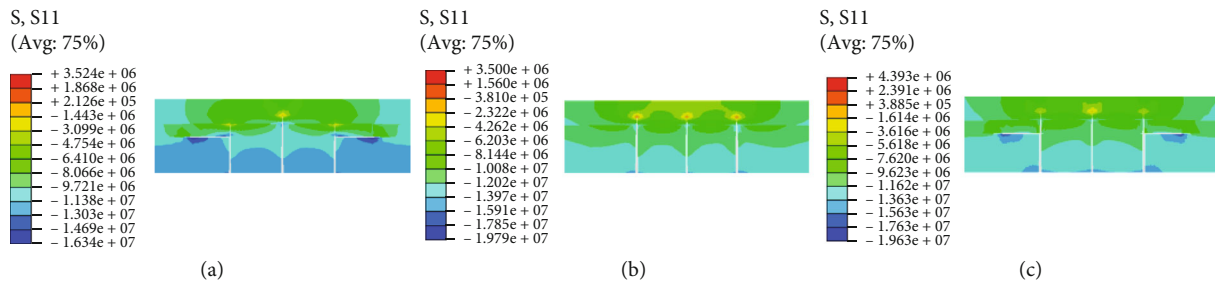 S, S11
(Avg: 75%)
+ 3.524e + 06
+ 1.868e + 06
+ 2.126e + 05
– 1.443e + 06
– 3.099e + 06
– 4.754e + 06
– 6.410e + 06
– 8.066e + 06
– 9.721e + 06
– 1.138e + 07
– 1.303e + 07
– 1.469e + 07
– 1.634e + 07
(a)
S, S11
(Avg: 75%)
+ 3.500e + 06
+ 1.560e + 06
– 3.810e + 05
– 2.322e + 06
– 4.262e + 06
– 6.203e + 06
– 8.144e + 06
– 1.008e + 07
– 1.202e + 07
– 1.397e + 07
– 1.591e + 07
– 1.785e + 07
– 1.979e + 07
(b)
S, S11
(Avg: 75%)
+ 4.393e + 06
+ 2.391e + 06
+ 3.885e + 05
– 1.614e + 06
– 3.616e + 06
– 5.618e + 06
– 7.620e + 06
– 9.623e + 06
– 1.162e + 07
– 1.363e + 07
– 1.563e + 07
– 1.763e + 07
– 1.963e + 07
(c)